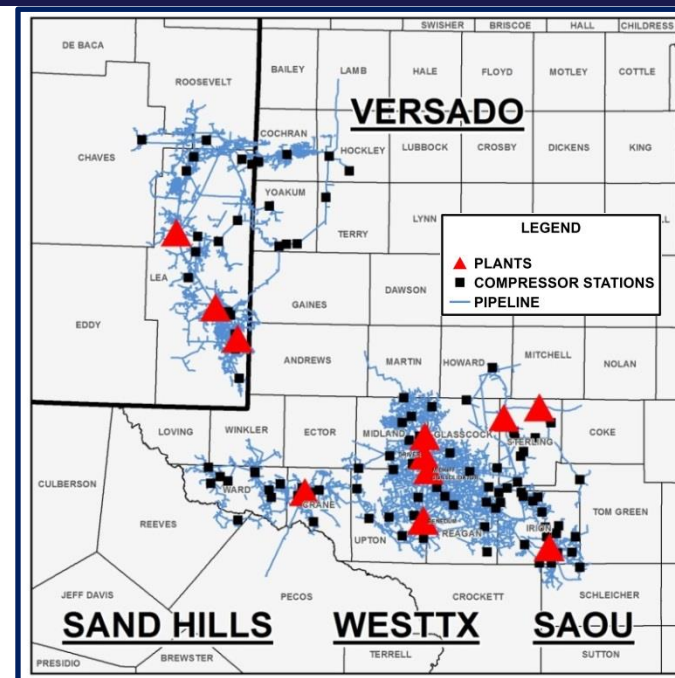 SWISHER BRISCOE HALL CHILDRESS
DE BACA
BAILEY LAMB HALE FLOYD MOTLEY COTTLE
ROOSEVELT
VERSADO
COCHRAN
CHAVES HOCKLEY LUBBOCK CROSBY DICKENS KING
YOAKUM
TERRY LYNN
LEGEND
PLANTS
COMPRESSOR STATIONS
PIPELINE
LEA
GAINES DAWSON
EDDY
ANDREWS MARTIN HOWARD MITCHELL NOLAN
LOVING WINKLER ECTOR MIDLAND GLASSCOCK STERLING COKE
CULBERSON WARD CRANE TOM GREEN
REEVES UPTON REAGAN IRION
JEFF DAVIS PECOS CROCKETT SCHLEICHER
SAND HILLS WESTTX SAOU
PRESIDIO BREWSTER TERRELL SUTTON